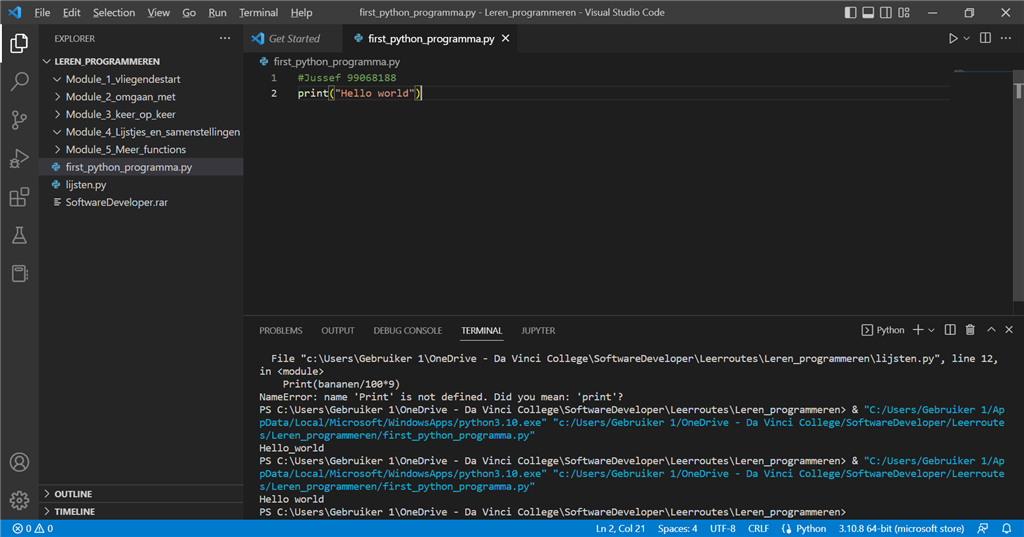 File Edit Selection View Go Run Terminal Help first_python_programma.py - Leren_programmeren - Visual Studio Code
EXPLORER
Get Started
first_python_programma.py
LEREN_PROGRAMMEREN
Module_1_vliegendestart
Module_2_omgaan_met
Module_3_keer_op_keer
Module_4_Lijstjes_en_samenstellingen
Module_5_Meer_functions
first_python_programma.py
lijsten.py
SoftwareDeveloper.rar
OUTLINE
TIMELINE
first_python_programma.py
1 #Jussef 99068188
2 print("Hello world")
PROBLEMS OUTPUT DEBUG CONSOLE TERMINAL JUPYTER Python
File "c:\Users\Gebruiker 1\OneDrive - Da Vinci College\SoftwareDeveloper\Leerroutes\Leren_programmeren\lijsten.py", line 12,
in <module>
Print(bananen/100*9)
NameError: name 'Print' is not defined. Did you mean: 'print'?
PS C:\Users\Gebruiker 1\OneDrive - Da Vinci College\SoftwareDeveloper\Leerroutes\Leren_programmeren> & "C:/Users/Gebruiker 1/Ap
pData/Local/Microsoft/WindowsApps/python3.10.exe" "c:/Users/Gebruiker 1/OneDrive - Da Vinci College/SoftwareDeveloper/Leerroute
s/Leren_programmeren/first_python_programma.py"
Hello_world
PS C:\Users\Gebruiker 1\OneDrive - Da Vinci College\SoftwareDeveloper\Leerroutes\Leren_programmeren> & "C:/Users/Gebruiker 1/Ap
pData/Local/Microsoft/WindowsApps/python3.10.exe" "c:/Users/Gebruiker 1/OneDrive - Da Vinci College/SoftwareDeveloper/Leerroute
s/Leren_programmeren/first_python_programma.py"
Hello world
PS C:\Users\Gebruiker 1\OneDrive - Da Vinci College\SoftwareDeveloper\Leerroutes\Leren_programmeren>
0 0 Ln 2, Col 21 Spaces: 4 UTF-8 CRLF Python 3.10.8 64-bit (microsoft store)